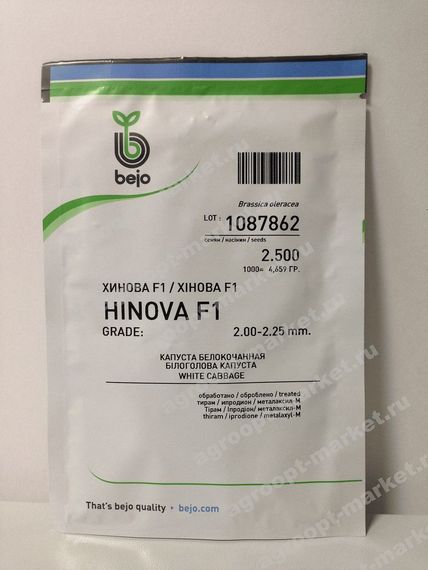 bejo
Brassica oleracea
LOT: 1087862
семян / насінин / seeds
2.500
1000= 4,659 ГР.
ХИНОВА F1 / ХІНОВА F1
HINOVA F1
GRADE: 2.00-2.25 mm.
КАПУСТА БЕЛОКОЧАННАЯ
БІЛОГОЛОВА КАПУСТА
WHITE CABBAGE
обработано / оброблено / treated
тирам / ипродион / металаксил-М
Тірам / Іпродіон/ металаксил-М
thiram / iprodione / metalaxyl-M
That's bejo quality • bejo.com
agroopt-market.ru